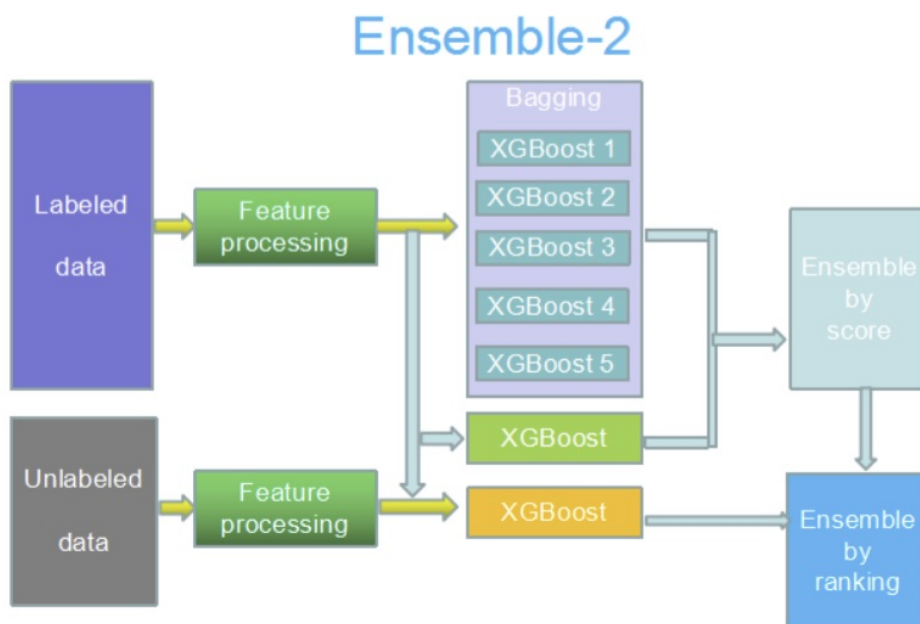 Ensemble-2
Labeled
data
Feature
processing
Bagging
XGBoost 1
XGBoost 2
XGBoost 3
XGBoost 4
XGBoost 5
XGBoost
Ensemble
by
score
Unlabeled
data
Feature
processing
XGBoost
Ensemble
by
ranking